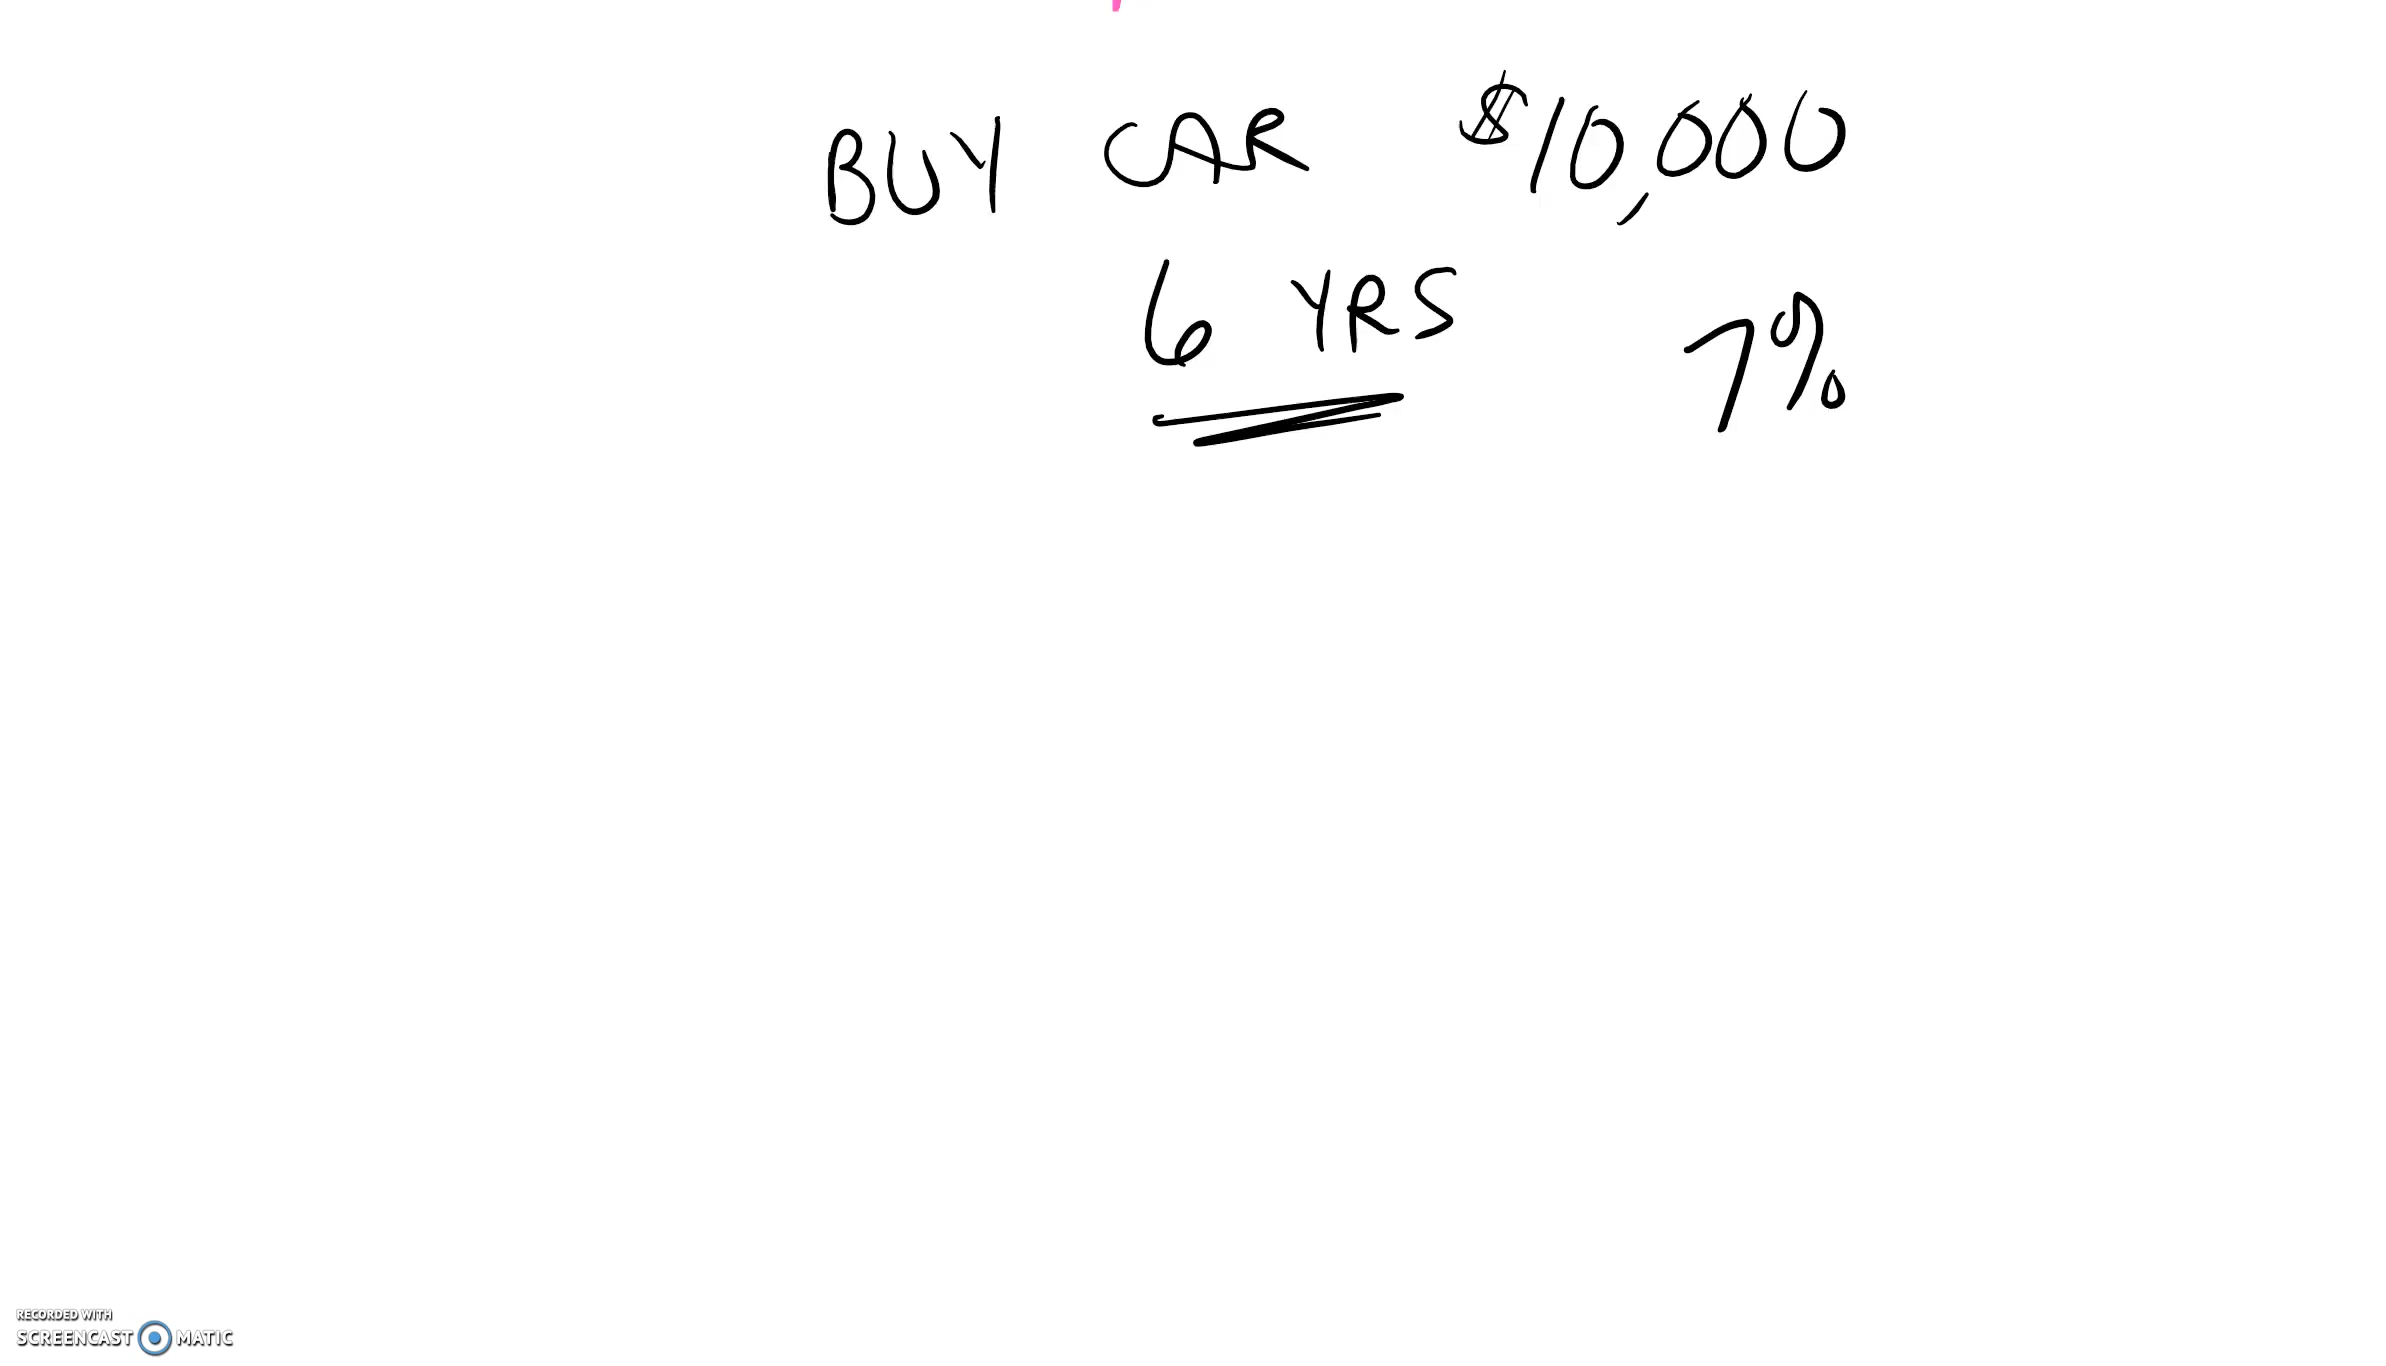 BUY CAR $10,000
6 YRS 7%
RECORDED WITH
SCREENCAST MATIC